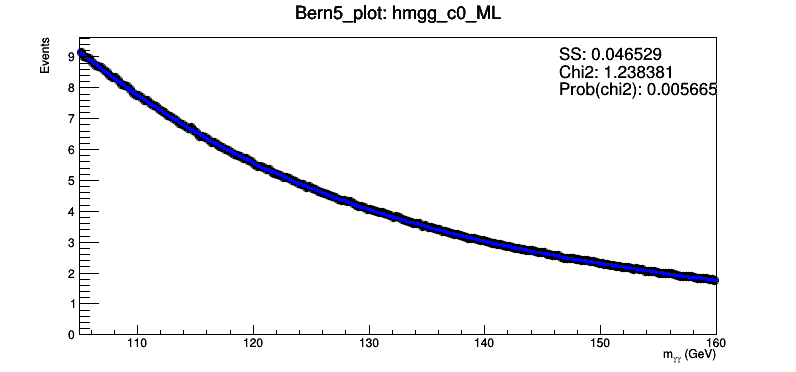 Bern5_plot: hmgg_c0_ML
Events
SS: 0.046529
Chi2: 1.238381
Prob(chi2): 0.005665
9
8
7
6
5
4
3
2
1
0
110 120 130 140 150 160
mγγ (GeV)